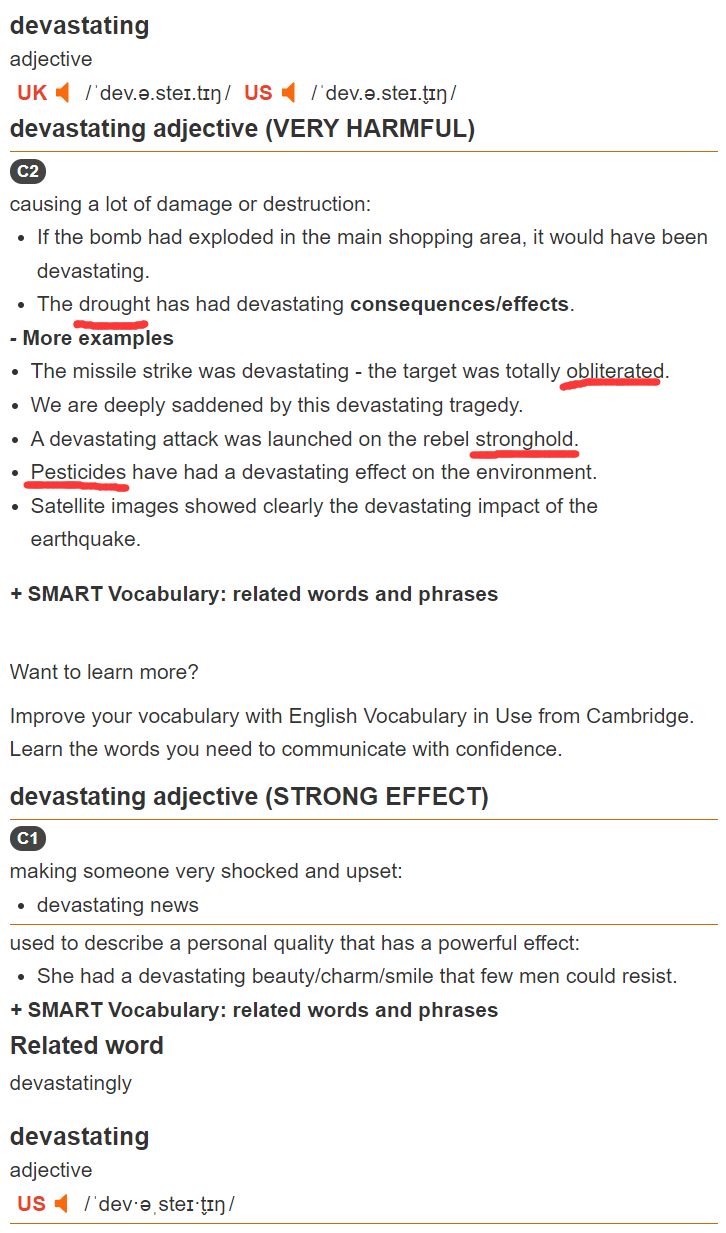 devastating
adjective
UK /ˈdev.ə.steɪ.tɪŋ/ US /ˈdev.ə.steɪ.t̬ɪŋ/
devastating adjective (VERY HARMFUL)
C2
causing a lot of damage or destruction:
• If the bomb had exploded in the main shopping area, it would have been
devastating.
• The drought has had devastating consequences/effects.
- More examples
• The missile strike was devastating - the target was totally obliterated.
• We are deeply saddened by this devastating tragedy.
• A devastating attack was launched on the rebel stronghold.
• Pesticides have had a devastating effect on the environment.
• Satellite images showed clearly the devastating impact of the
earthquake.
+ SMART Vocabulary: related words and phrases
Want to learn more?
Improve your vocabulary with English Vocabulary in Use from Cambridge.
Learn the words you need to communicate with confidence.
devastating adjective (STRONG EFFECT)
C1
making someone very shocked and upset:
• devastating news
used to describe a personal quality that has a powerful effect:
• She had a devastating beauty/charm/smile that few men could resist.
+ SMART Vocabulary: related words and phrases
Related word
devastatingly
devastating
adjective
US /ˈdev·əˌsteɪ·t̬ɪŋ/